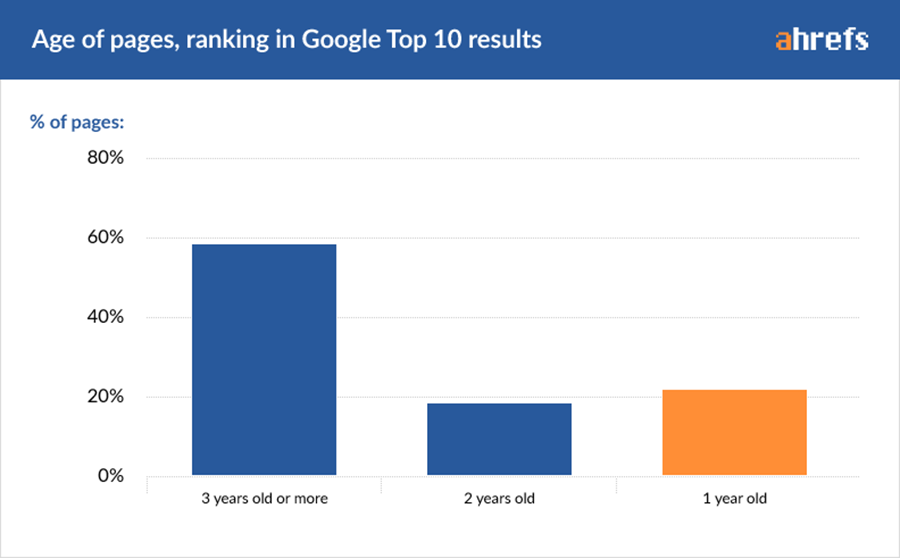 Age of pages, ranking in Google Top 10 results
ahrefs
% of pages:
80%
60%
40%
20%
0%
3 years old or more
2 years old
1 year old